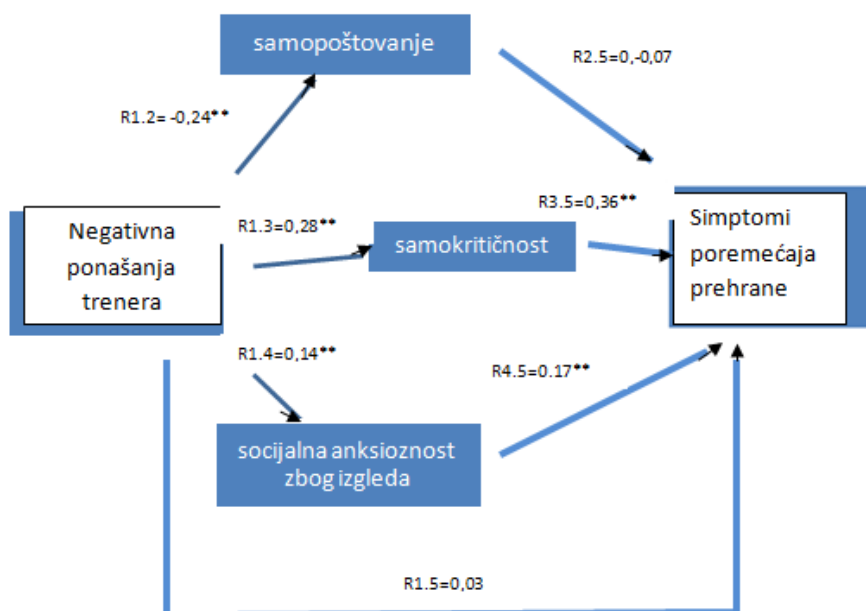 samopoštovanje
R2.5=0,-0,07
R1.2= -0,24**
R1.3=0,28**
R3.5=0,36**
Negativna
ponašanja
trenera
samokritičnost
Simptomi
poremećaja
prehrane
R1.4=0,14**
R4.5=0.17**
socijalna anksioznost
zbog izgleda
R1.5=0,03